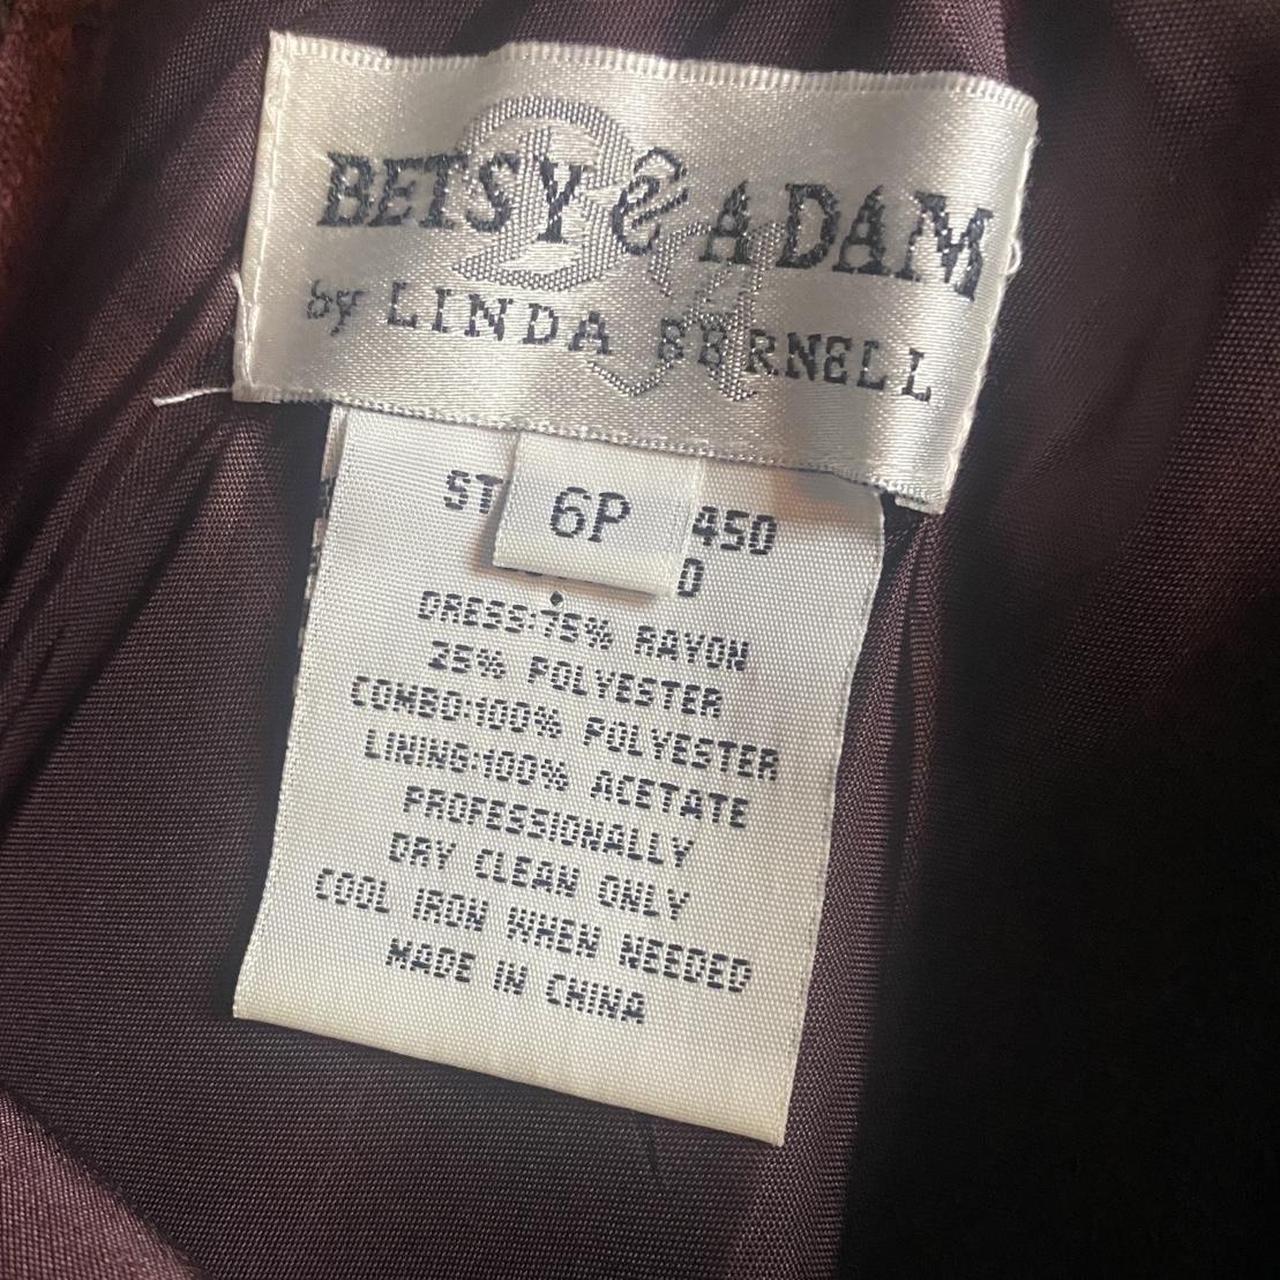 BETSY & ADAM
by LINDA BERNELL
6P
450
DRESS:75% RAYON
25% POLYESTER
COMBO:100% POLYESTER
LINING:100% ACETATE
PROFESSIONALLY
DRY CLEAN ONLY
COOL IRON WHEN NEEDED
MADE IN CHINA